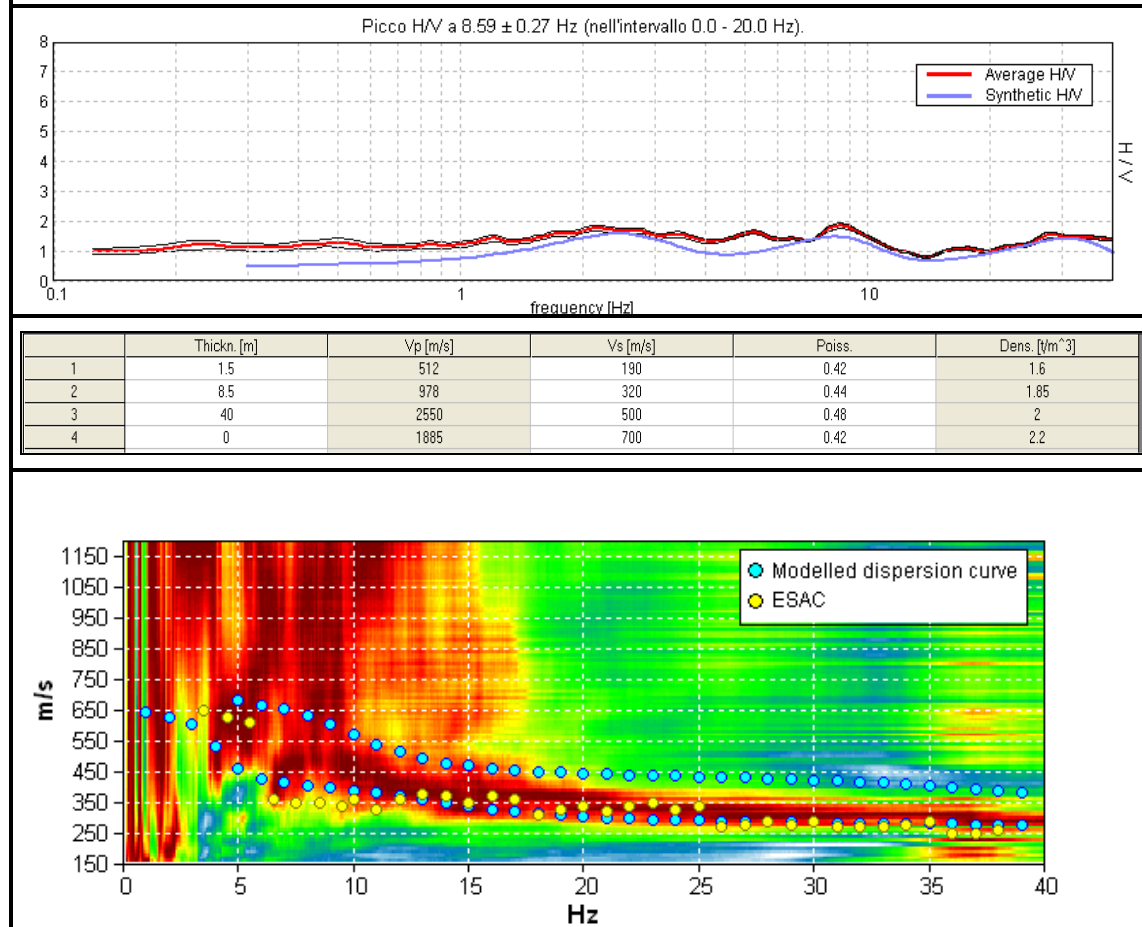 Picco H/V a 8.59 ± 0.27 Hz (nell'intervallo 0.0 - 20.0 Hz).
8
7
6
5
4
3
2
1
0
Average H/V
Synthetic H/V
H / V
0.1 1 10
frequency [Hz]
Thickn. [m] Vp [m/s] Vs [m/s] Poiss. Dens. [t/m^3]
1 1.5 512 190 0.42 1.6
2 8.5 978 320 0.44 1.85
3 40 2550 500 0.48 2
4 0 1885 700 0.42 2.2
1150
1050
950
850
750
650
550
450
350
250
150
m/s
Modelled dispersion curve
ESAC
0 5 10 15 20 25 30 35 40
Hz